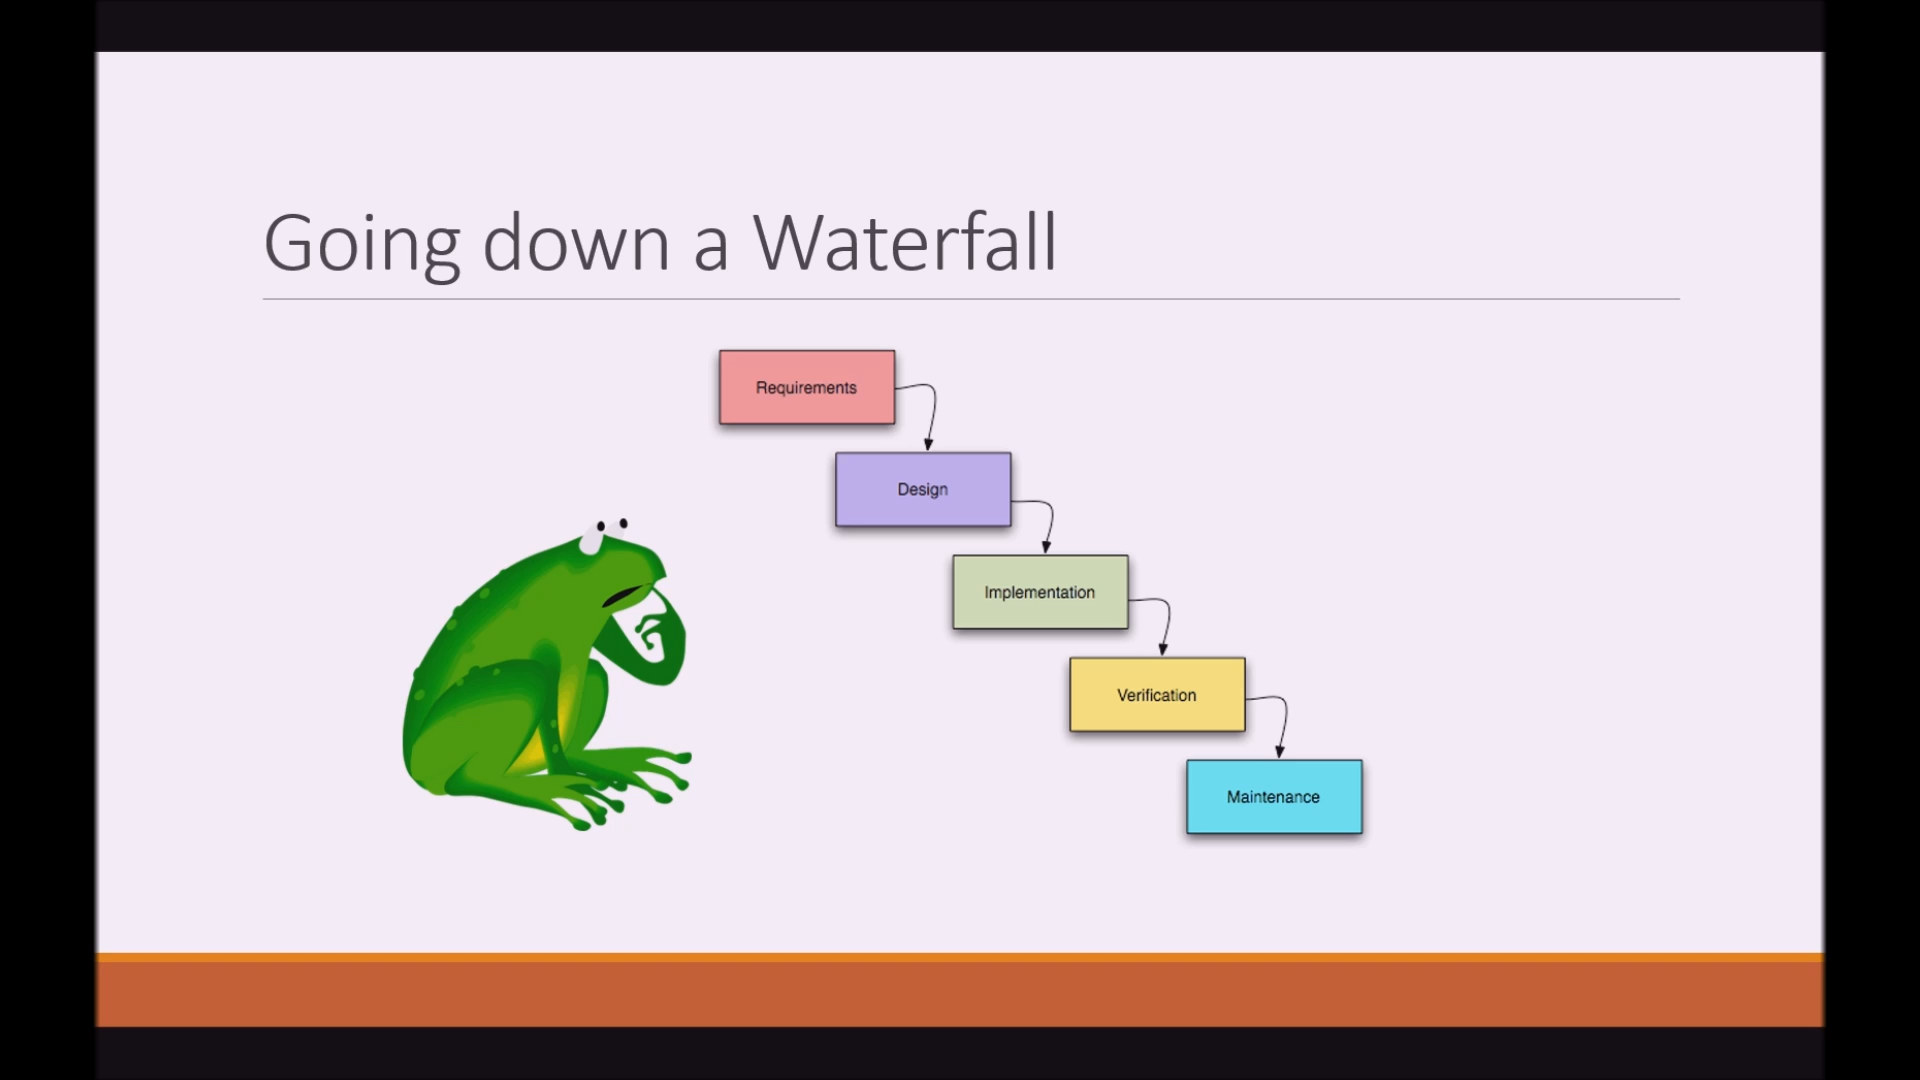 Going down a Waterfall
Requirements
Design
Implementation
Verification
Maintenance